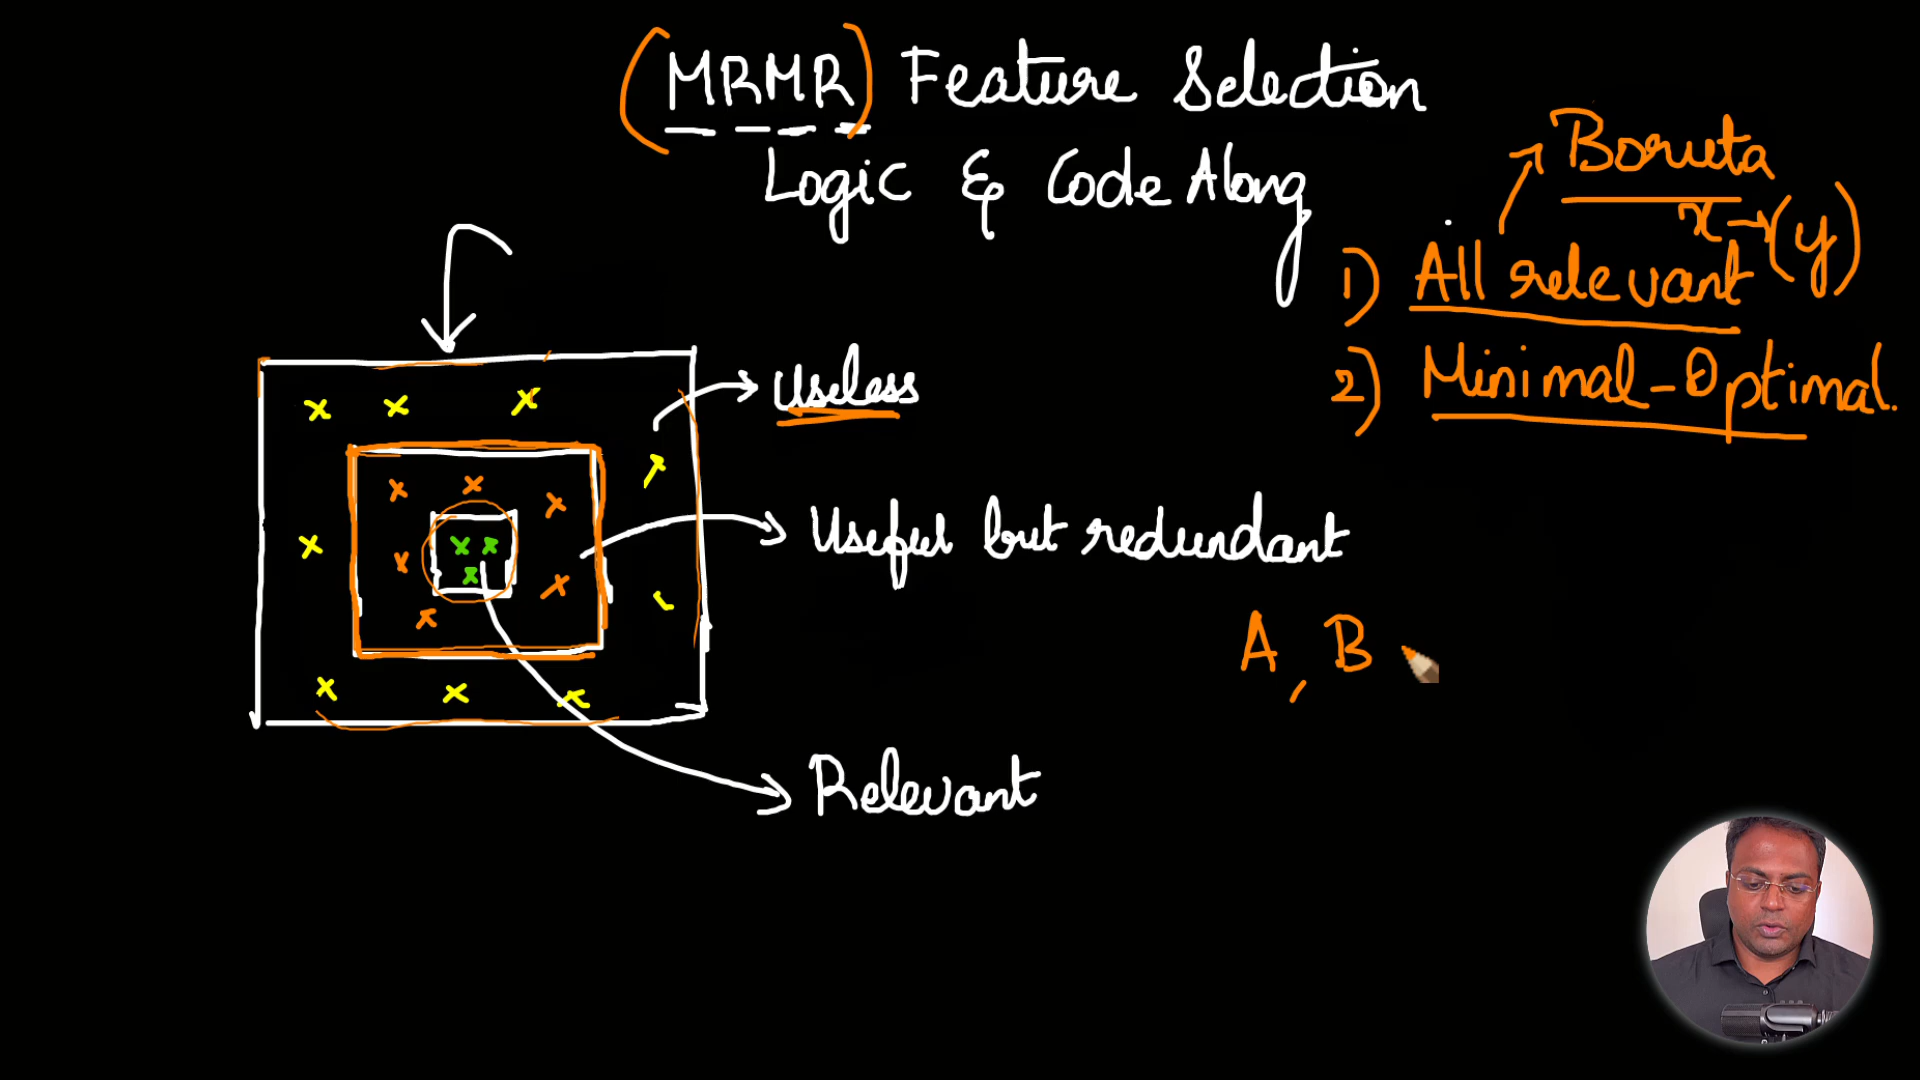 (MRMR) Feature Selection
Logic & Code Along
Boruta
x → (y)
1) All relevant
2) Minimal-Optimal.
Useless
Useful but redundant
A, B
Relevant